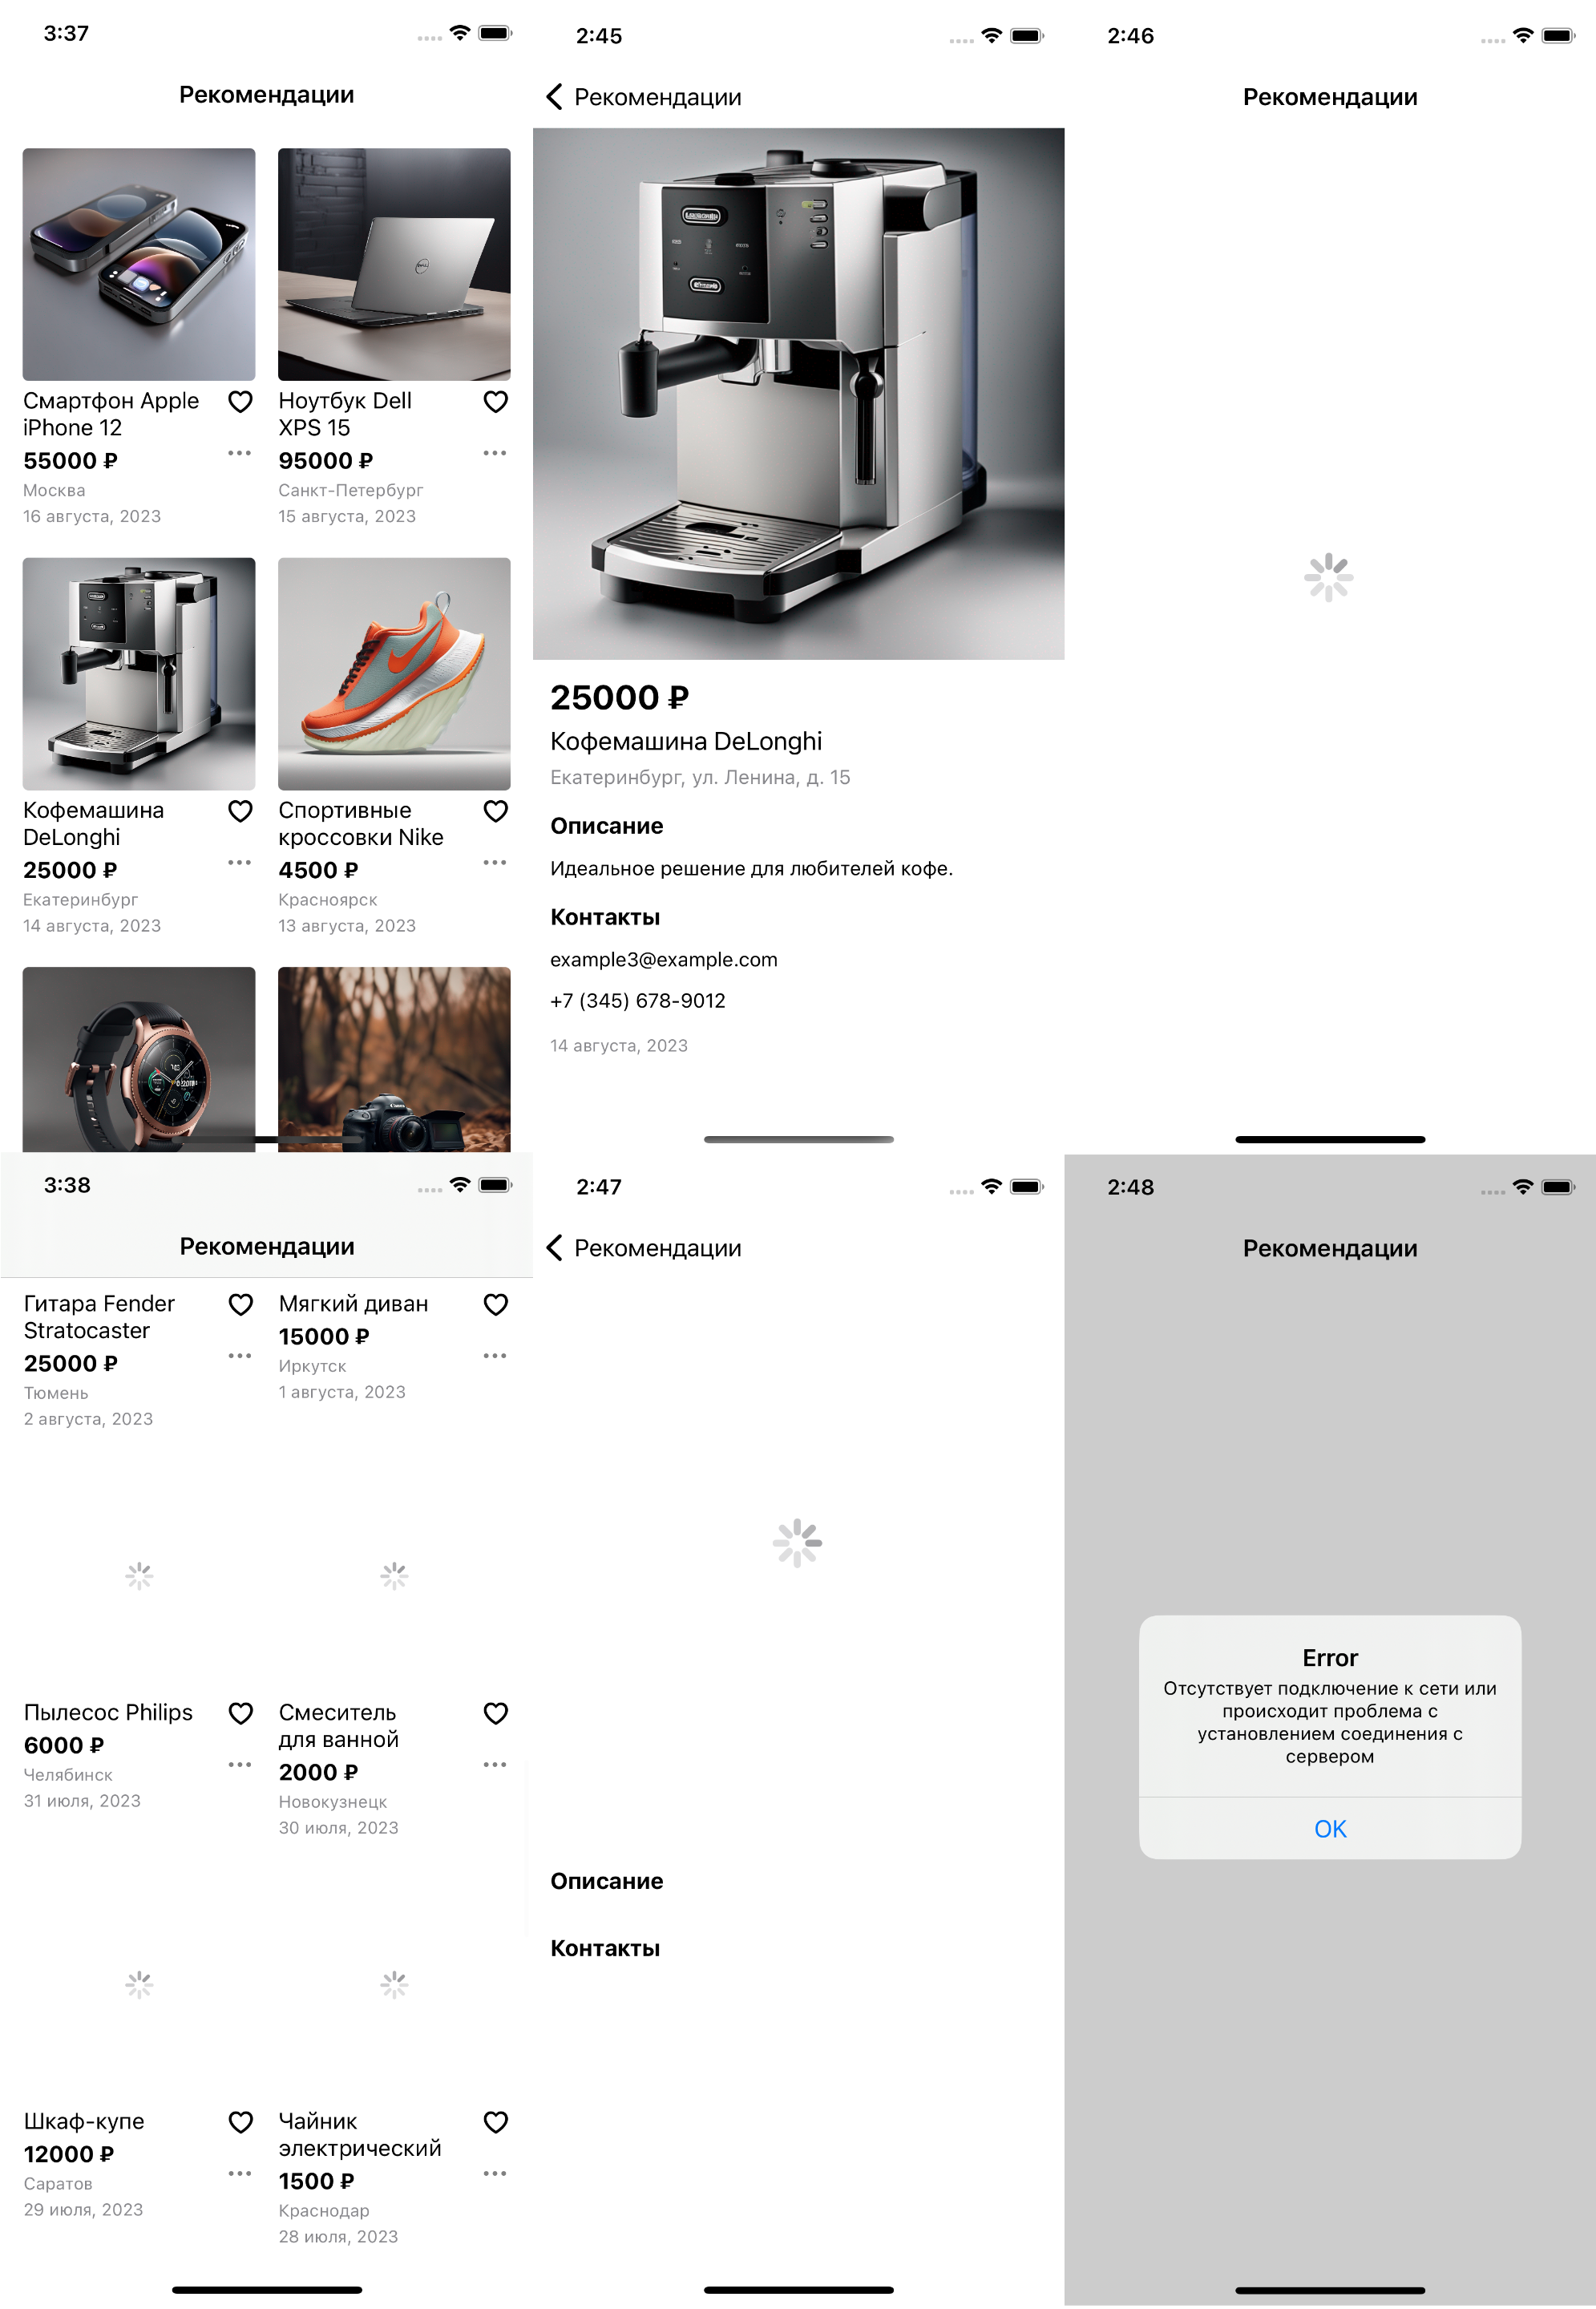 3:37
Рекомендации
Смартфон Apple
iPhone 12
55000 ₽
Москва
16 августа, 2023
Ноутбук Dell
XPS 15
95000 ₽
Санкт-Петербург
15 августа, 2023
Кофемашина
DeLonghi
25000 ₽
Екатеринбург
14 августа, 2023
Спортивные
кроссовки Nike
4500 ₽
Красноярск
13 августа, 2023
2:45
Рекомендации
25000 ₽
Кофемашина DeLonghi
Екатеринбург, ул. Ленина, д. 15
Описание
Идеальное решение для любителей кофе.
Контакты
example3@example.com
+7 (345) 678-9012
14 августа, 2023
2:46
Рекомендации
3:38
Рекомендации
Гитара Fender
Stratocaster
25000 ₽
Тюмень
2 августа, 2023
Мягкий диван
15000 ₽
Иркутск
1 августа, 2023
Пылесос Philips
6000 ₽
Челябинск
31 июля, 2023
Смеситель
для ванной
2000 ₽
Новокузнецк
30 июля, 2023
Шкаф-купе
12000 ₽
Саратов
29 июля, 2023
Чайник
электрический
1500 ₽
Краснодар
28 июля, 2023
2:47
Рекомендации
Описание
Контакты
2:48
Рекомендации
Error
Отсутствует подключение к сети или
происходит проблема с
установлением соединения с
сервером
OK